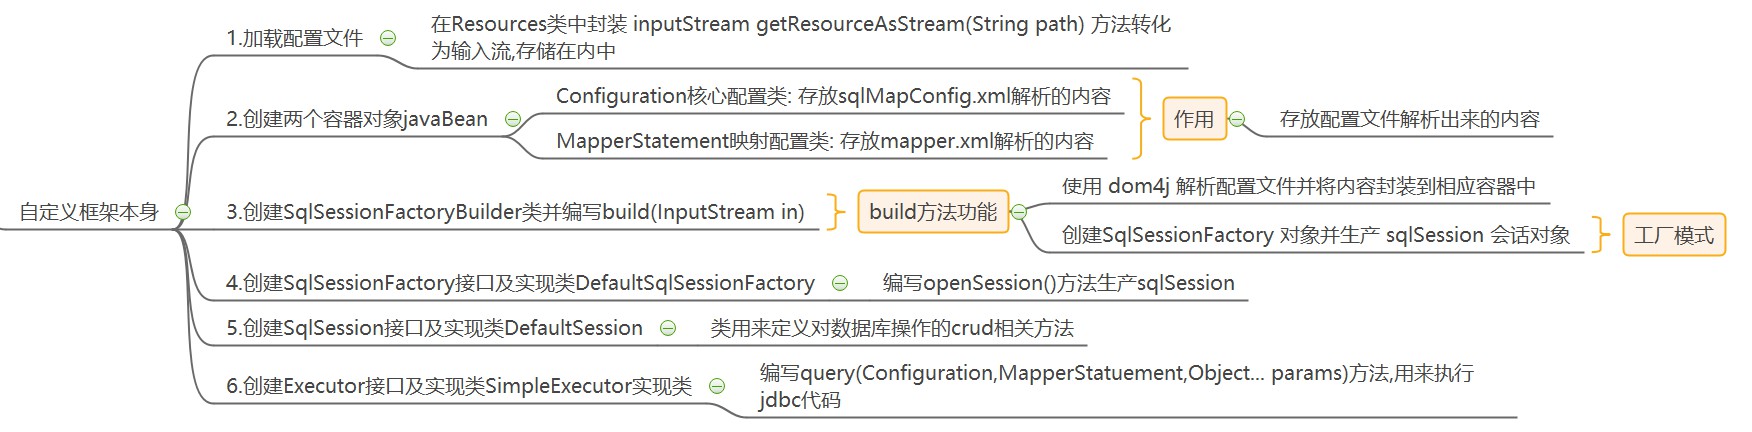 自定义框架本身
1.加载配置文件
在Resources类中封装 inputStream getResourceAsStream(String path) 方法转化
为输入流,存储在内中
2.创建两个容器对象javaBean
Configuration核心配置类: 存放sqlMapConfig.xml解析的内容
MapperStatement映射配置类: 存放mapper.xml解析的内容
作用
存放配置文件解析出来的内容
3.创建SqlSessionFactoryBuilder类并编写build(InputStream in)
build方法功能
使用 dom4j 解析配置文件并将内容封装到相应容器中
创建SqlSessionFactory 对象并生产 sqlSession 会话对象
工厂模式
4.创建SqlSessionFactory接口及实现类DefaultSqlSessionFactory
编写openSession()方法生产sqlSession
5.创建SqlSession接口及实现类DefaultSession
类用来定义对数据库操作的crud相关方法
6.创建Executor接口及实现类SimpleExecutor实现类
编写query(Configuration,MapperStatuement,Object... params)方法,用来执行
jdbc代码